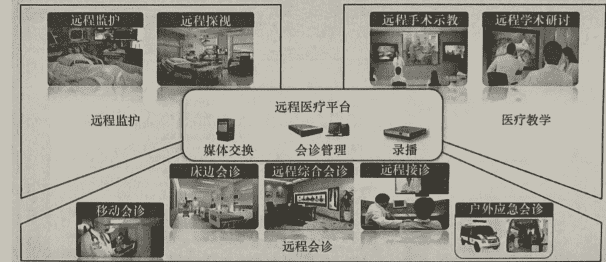 远程监护
远程探视
远程手术示教
远程学术研讨
远程监护
医疗教学
远程医疗平台
媒体交换
会诊管理
录播
床边会诊
远程综合会诊
远程接诊
移动会诊
户外应急会诊
远程会诊